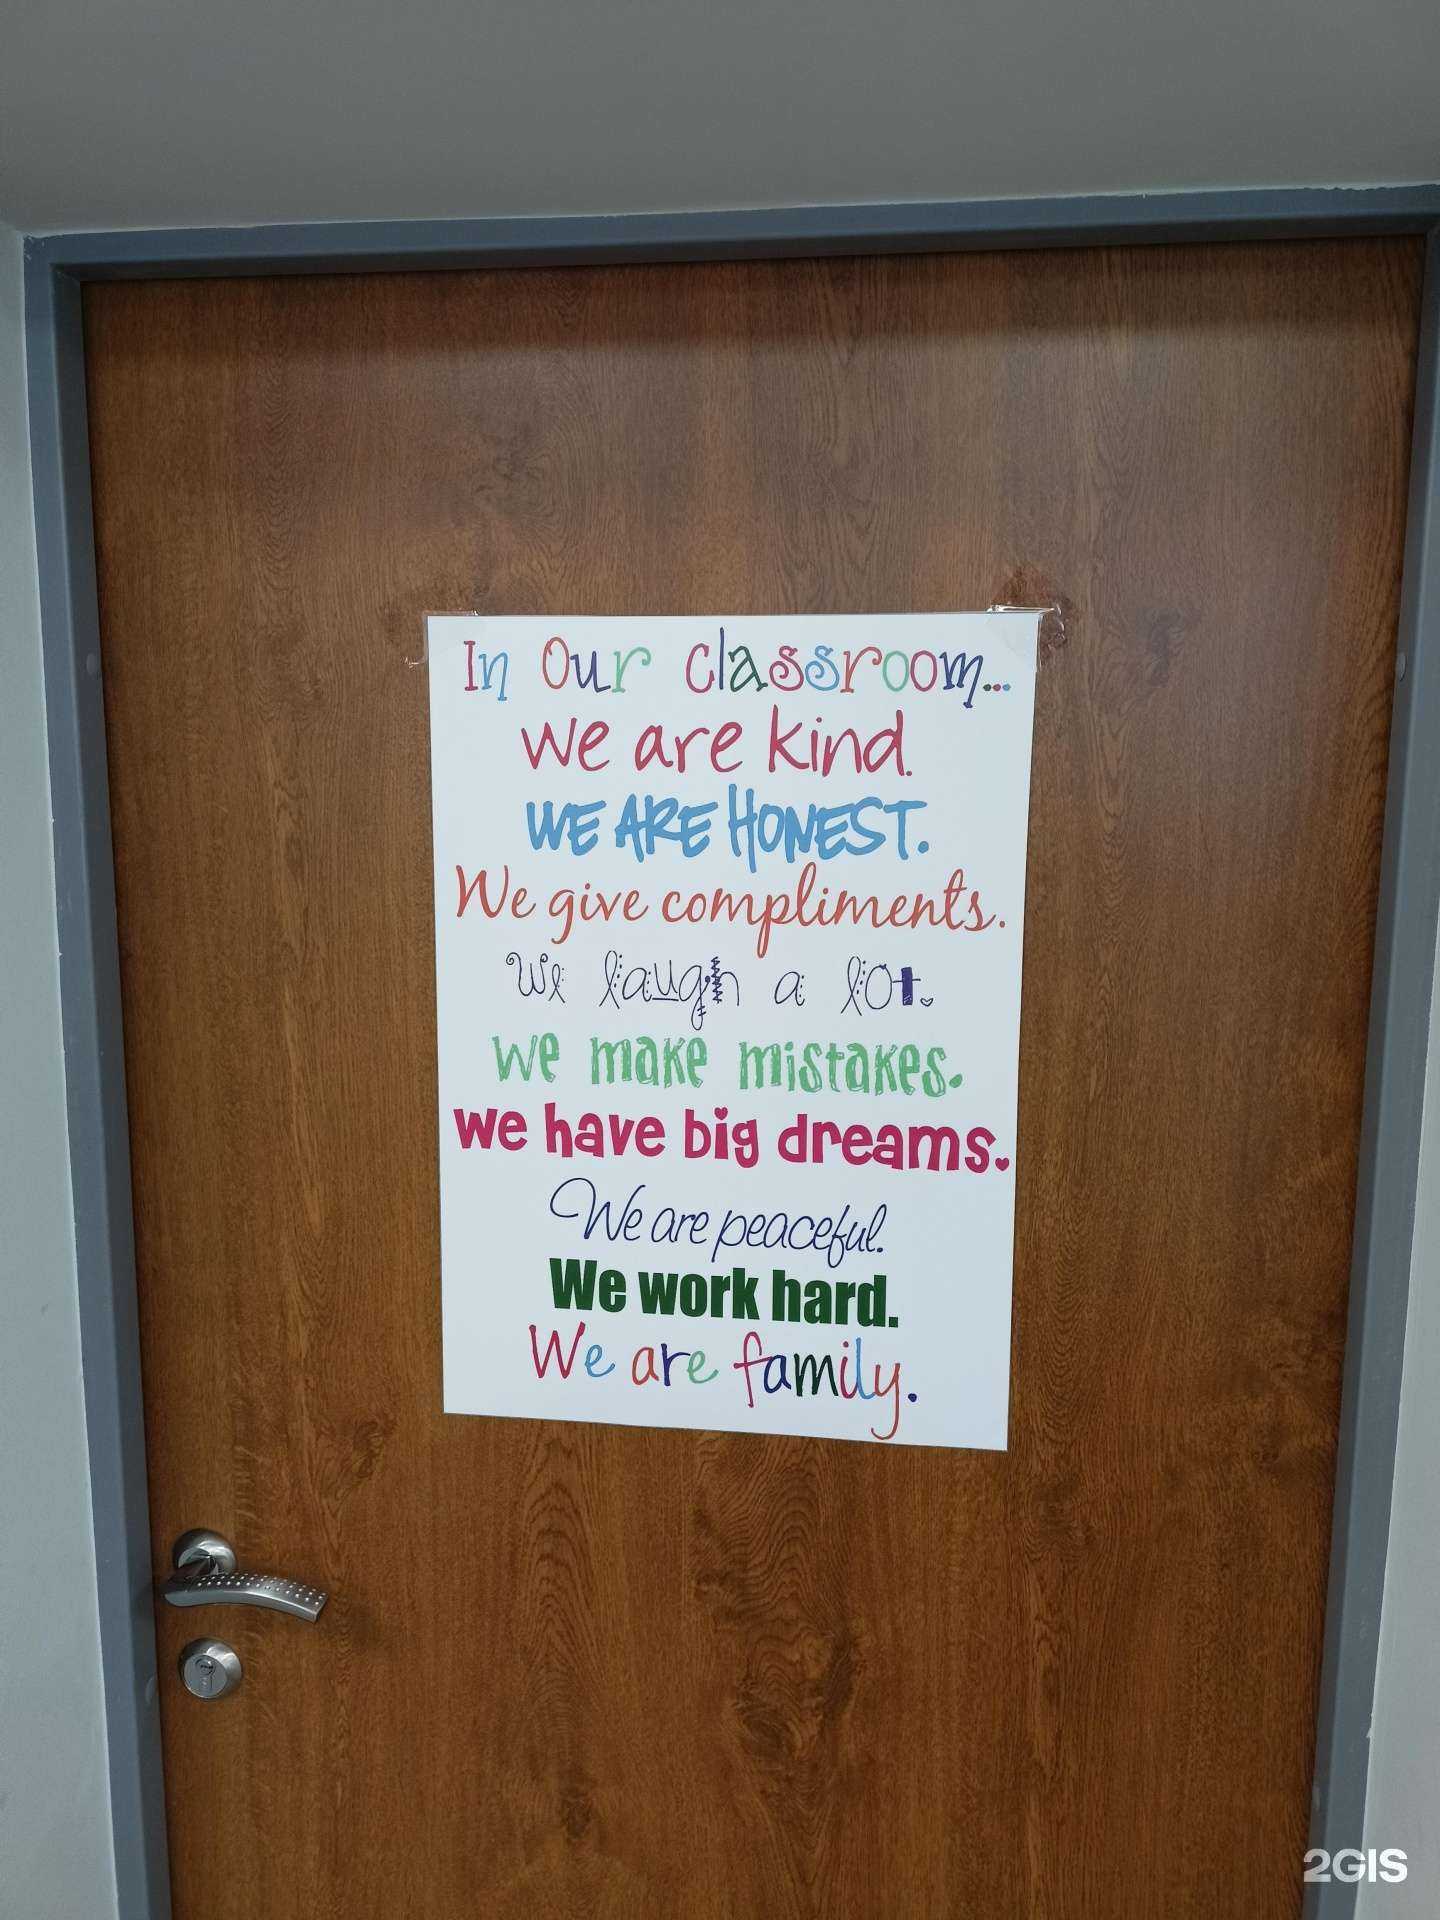 In Our Classroom...
We are kind.
WE ARE HONEST.
We give compliments.
We laugh a lot.
We make mistakes.
we have big dreams.
We are peaceful.
We work hard.
We are family.
2GIS